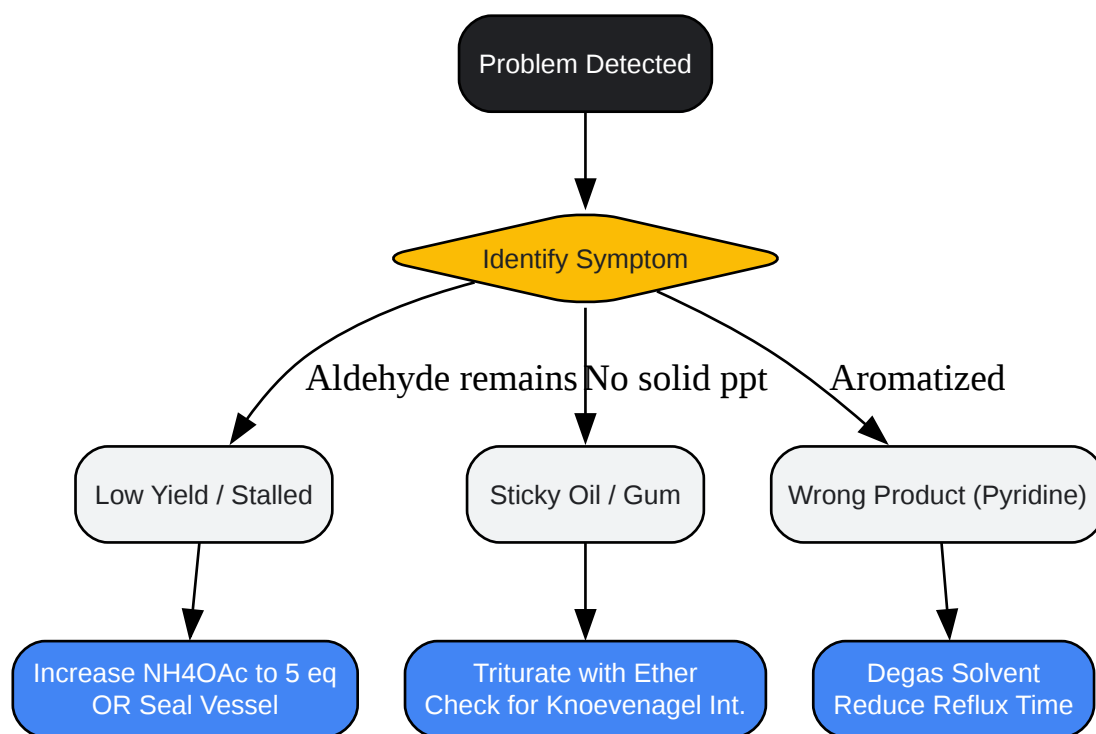 Problem Detected
Identify Symptom
Aldehyde remains
No solid ppt
Aromatized
Low Yield / Stalled
Sticky Oil / Gum
Wrong Product (Pyridine)
Increase NH4OAc to 5 eq
OR Seal Vessel
Triturate with Ether
Check for Knoevenagel Int.
Degas Solvent
Reduce Reflux Time